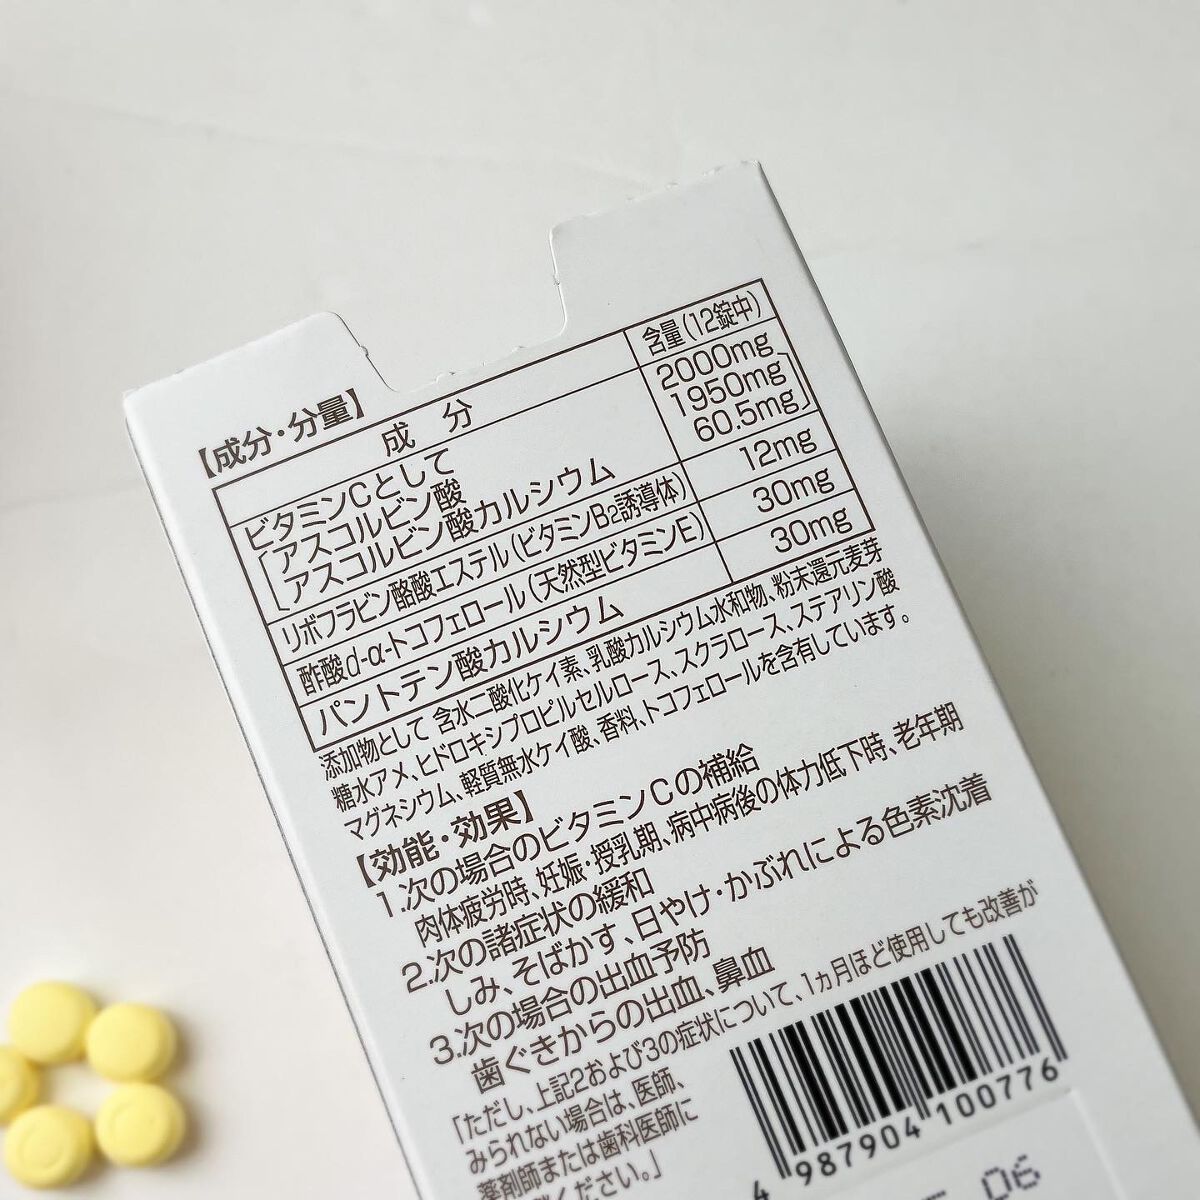 【成分・分量】
成 分 含量(12錠中)
ビタミンCとして 2000mg
アスコルビン酸 1950mg
アスコルビン酸カルシウム 60.5mg
リボフラビン酪酸エステル(ビタミンB2誘導体) 12mg
酢酸d-α-トコフェロール(天然型ビタミンE) 30mg
パントテン酸カルシウム 30mg
添加物として 含水二酸化ケイ素、乳酸カルシウム水和物、粉末還元麦芽
糖水アメ、ヒドロキシプロピルセルロース、スクラロース、ステアリン酸
マグネシウム、軽質無水ケイ酸、香料、トコフェロールを含有しています。
【効能・効果】
1.次の場合のビタミンCの補給
肉体疲労時、妊娠・授乳期、病中病後の体力低下時、老年期
2.次の諸症状の緩和
しみ、そばかす、日やけ・かぶれによる色素沈着
3.次の場合の出血予防
歯ぐきからの出血、鼻血
「ただし、上記2および3の症状について、1ヵ月ほど使用しても改善が
みられない場合は、医師、
薬剤師または歯科医師に
ください。」
4 987904 100776
06